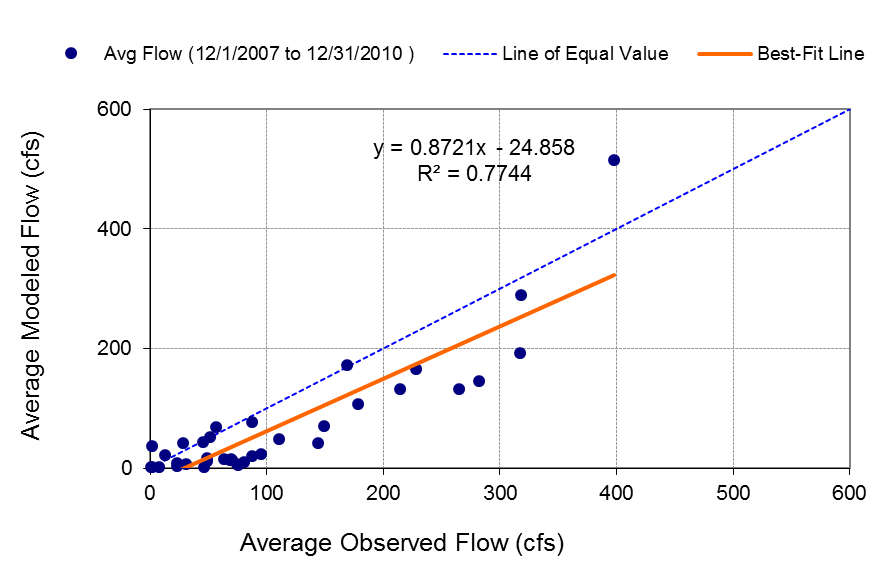 Avg Flow (12/1/2007 to 12/31/2010 ) Line of Equal Value Best-Fit Line
600
y = 0.8721x - 24.858
R² = 0.7744
400
200
0
0 100 200 300 400 500 600
Average Modeled Flow (cfs)
Average Observed Flow (cfs)